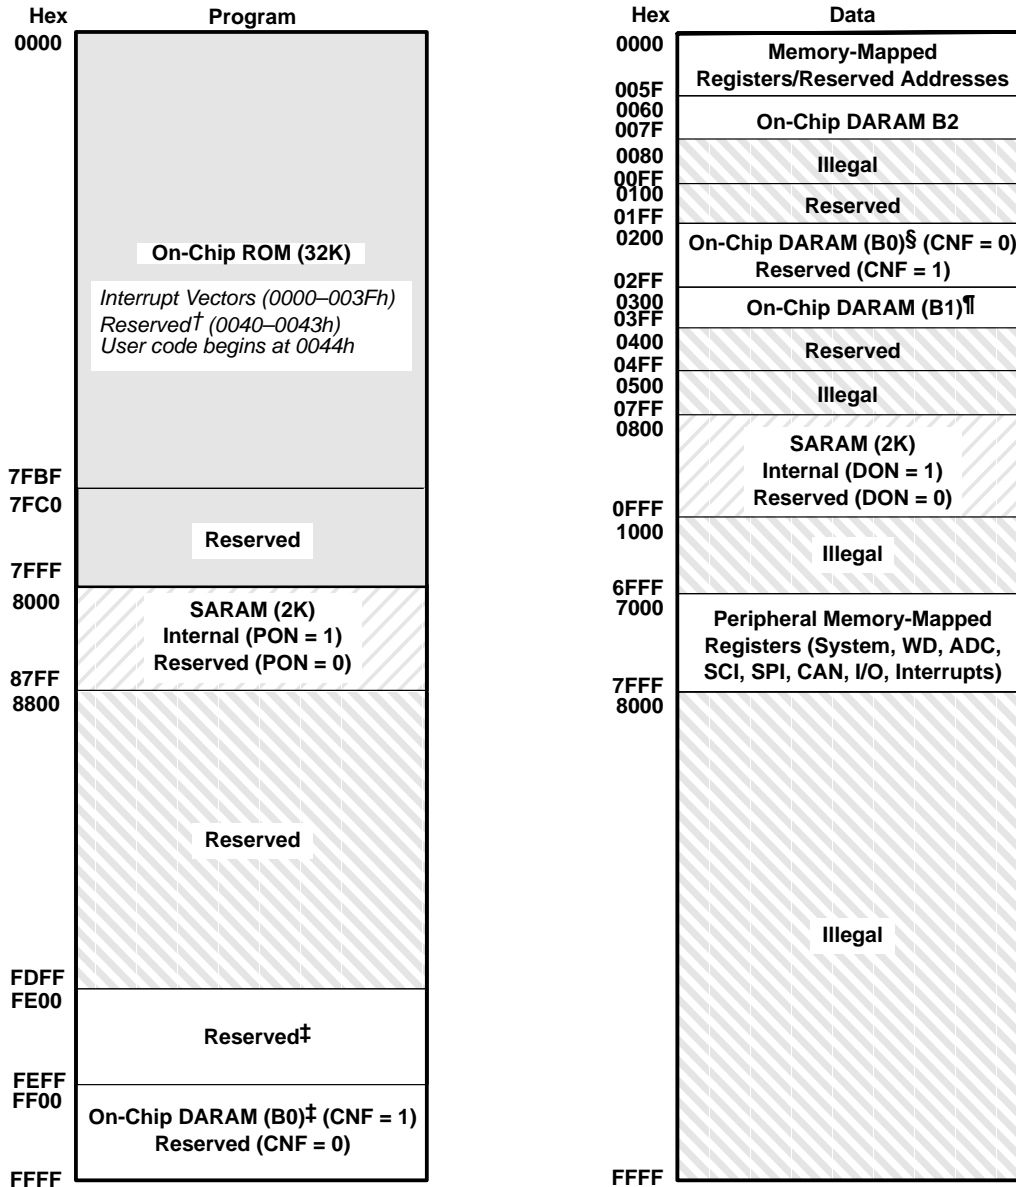 Hex
Program
0000
On-Chip ROM (32K)
Interrupt Vectors (0000–003Fh)
Reserved† (0040–0043h)
User code begins at 0044h
7FBF
7FC0
Reserved
7FFF
8000
SARAM (2K)
Internal (PON = 1)
Reserved (PON = 0)
87FF
8800
Reserved
FDFF
FE00
Reserved‡
FEFF
FF00
On-Chip DARAM (B0)‡ (CNF = 1)
Reserved (CNF = 0)
FFFF
Hex
Data
0000
Memory-Mapped
Registers/Reserved Addresses
005F
0060
On-Chip DARAM B2
007F
0080
Illegal
00FF
0100
Reserved
01FF
0200
On-Chip DARAM (B0)§ (CNF = 0)
Reserved (CNF = 1)
02FF
0300
On-Chip DARAM (B1)¶
03FF
0400
Reserved
04FF
0500
Illegal
07FF
0800
SARAM (2K)
Internal (DON = 1)
Reserved (DON = 0)
0FFF
1000
Illegal
6FFF
7000
Peripheral Memory-Mapped
Registers (System, WD, ADC,
SCI, SPI, CAN, I/O, Interrupts)
7FFF
8000
Illegal
FFFF